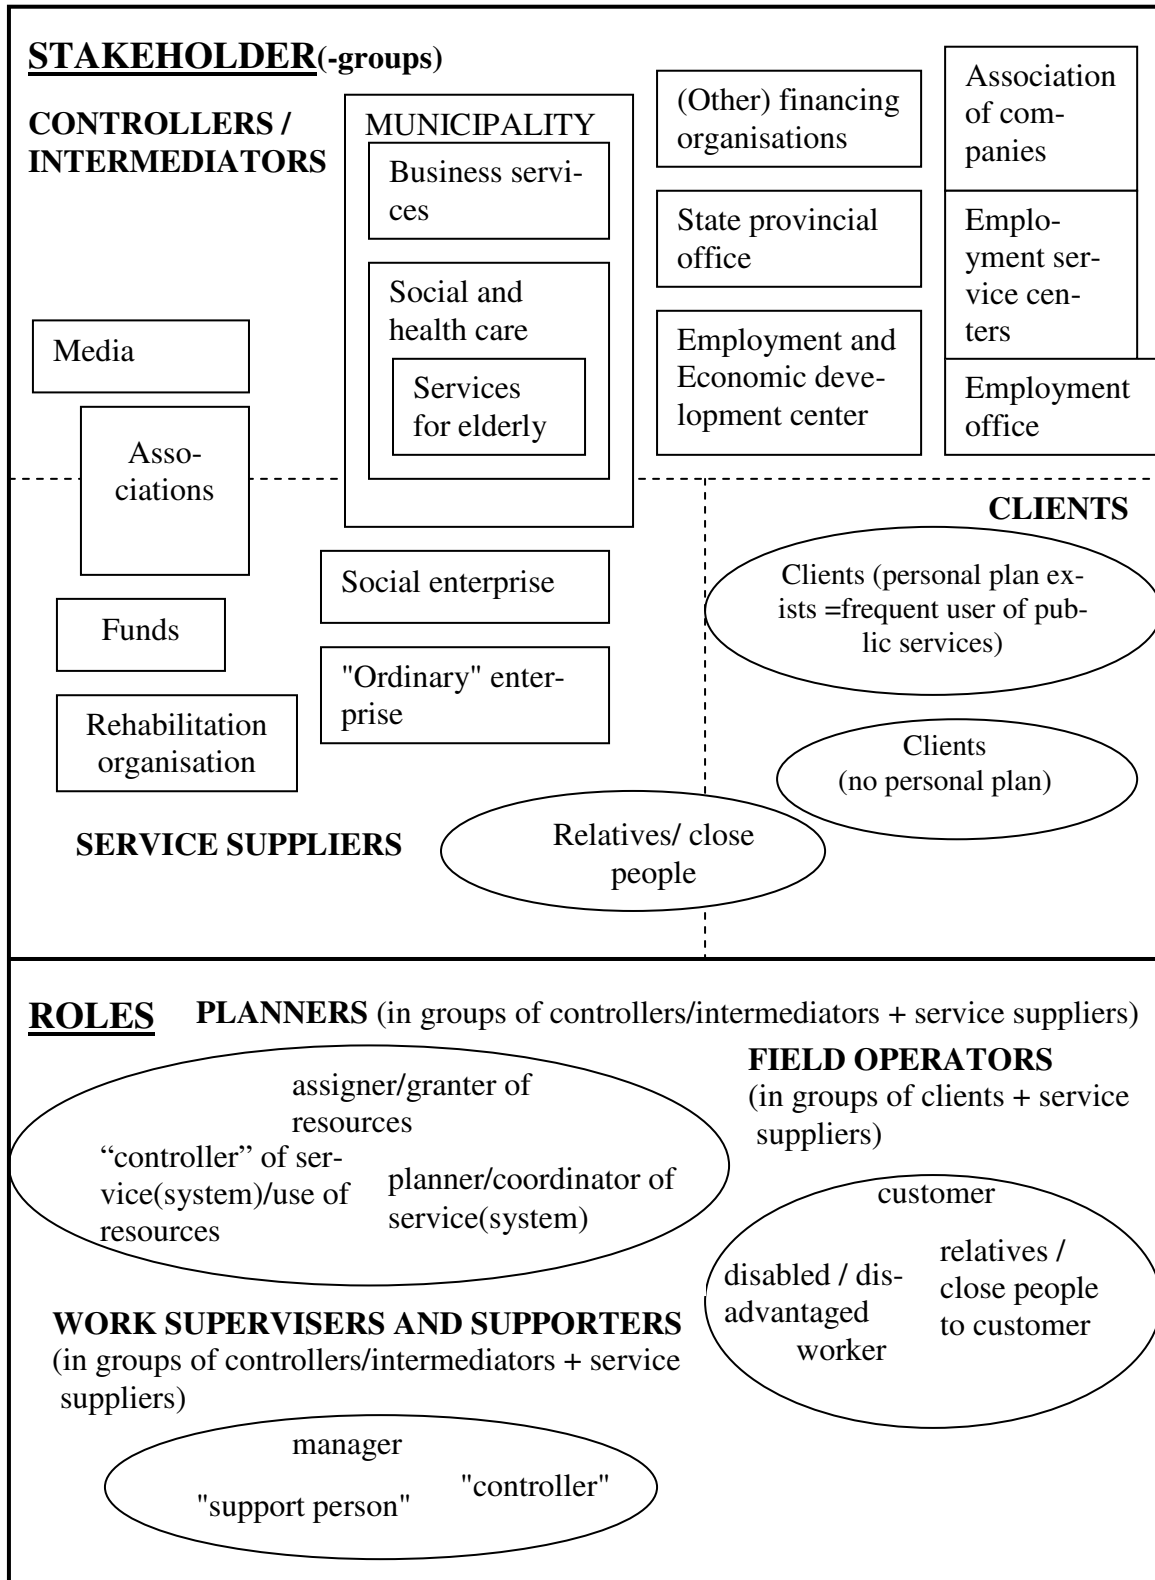 STAKEHOLDER(-groups)
CONTROLLERS /
INTERMEDIATORS
MUNICIPALITY
Business servi-
ces
Social and
health care
Services
for elderly
(Other) financing
organisations
State provincial
office
Employment and
Economic deve-
lopment center
Association
of com-
panies
Emplo-
yment ser-
vice cen-
ters
Employment
office
Media
Asso-
ciations
Funds
Rehabilitation
organisation
Social enterprise
"Ordinary" enter-
prise
SERVICE SUPPLIERS
CLIENTS
Clients (personal plan ex-
ists =frequent user of pub-
lic services)
Clients
(no personal plan)
Relatives/ close
people
ROLES
PLANNERS (in groups of controllers/intermediators + service suppliers)
assigner/granter of
resources
“controller” of ser-
vice(system)/use of
resources
planner/coordinator of
service(system)
FIELD OPERATORS
(in groups of clients + service
suppliers)
customer
disabled / dis-
advantaged
worker
relatives /
close people
to customer
WORK SUPERVISERS AND SUPPORTERS
(in groups of controllers/intermediators + service
suppliers)
manager
"support person"
"controller"